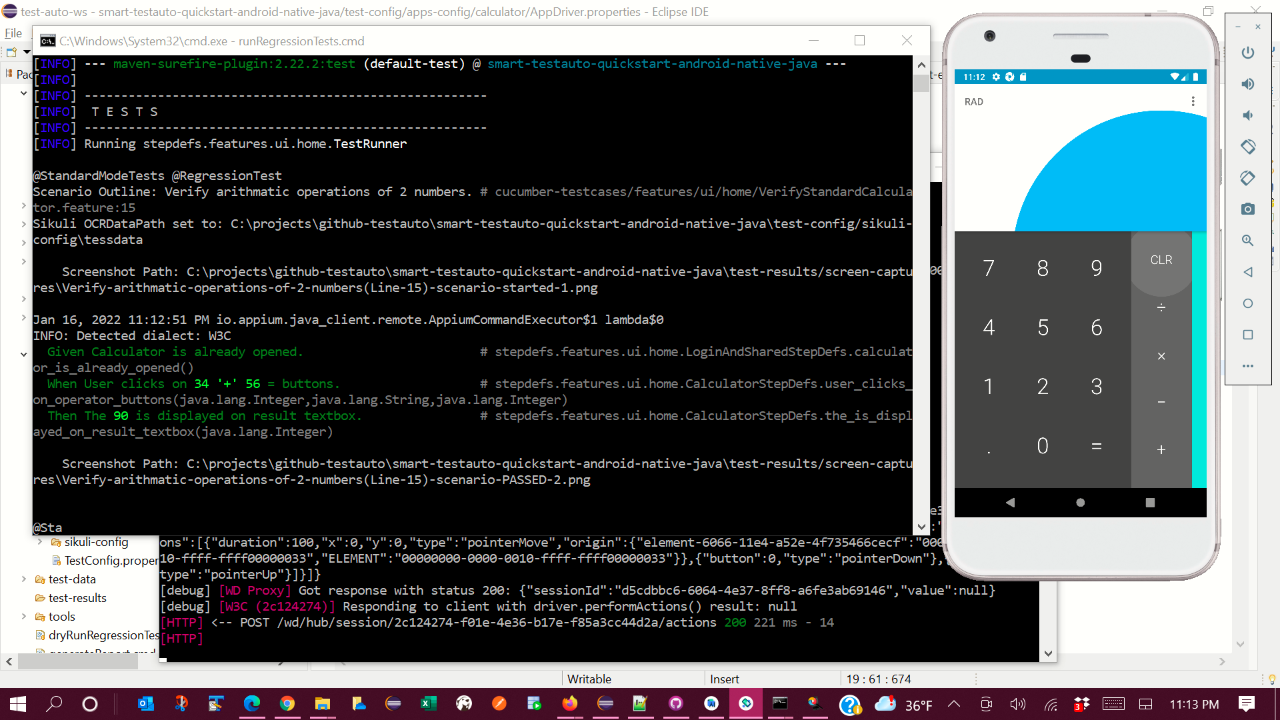 test-auto-ws - smart-testauto-quickstart-android-native-java/test-config/apps-config/calculator/AppDriver.properties - Eclipse IDE
File
C:\Windows\System32\cmd.exe - runRegressionTests.cmd
[INFO] --- maven-surefire-plugin:2.22.2:test (default-test) @ smart-testauto-quickstart-android-native-java ---
[INFO]
[INFO] ---------------------------------------------------
[INFO]  T E S T S
[INFO] ---------------------------------------------------
[INFO] Running stepdefs.features.ui.home.TestRunner
@StandardModeTests @RegressionTest
Scenario Outline: Verify arithmatic operations of 2 numbers. # cucumber-testcases/features/ui/home/VerifyStandardCalcula
tor.feature:15
Sikuli OCRDataPath set to: C:\projects\github-testauto\smart-testauto-quickstart-android-native-java\test-config/sikuli-
config\tessdata
Screenshot Path: C:\projects\github-testauto\smart-testauto-quickstart-android-native-java\test-results/screen-captu
res\Verify-arithmatic-operations-of-2-numbers(Line-15)-scenario-started-1.png
Jan 16, 2022 11:12:51 PM io.appium.java_client.remote.AppiumCommandExecutor$1 lambda$0
INFO: Detected dialect: W3C
Given Calculator is already opened. # stepdefs.features.ui.home.LoginAndSharedStepDefs.calculat
or_is_already_opened()
When User clicks on 34 '+' 56 = buttons. # stepdefs.features.ui.home.CalculatorStepDefs.user_clicks_
on_operator_buttons(java.lang.Integer,java.lang.String,java.lang.Integer)
Then The 90 is displayed on result textbox. # stepdefs.features.ui.home.CalculatorStepDefs.the_is_displ
ayed_on_result_textbox(java.lang.Integer)
Screenshot Path: C:\projects\github-testauto\smart-testauto-quickstart-android-native-java\test-results/screen-captu
res\Verify-arithmatic-operations-of-2-numbers(Line-15)-scenario-PASSED-2.png
@Sta
sikuli-config
TestConfig.proper
test-data
test-results
tools
dryRunRegressionTes
ons":[{"duration":100,"x":0,"y":0,"type":"pointerMove","origin":{"element-6066-11e4-a52e-4f735466cecf":"000
10-ffff-ffff00000033","ELEMENT":"00000000-0000-0010-ffff-ffff00000033"}},{"button":0,"type":"pointerDown"},
type":"pointerUp"}]}]}
[debug] [WD Proxy] Got response with status 200: {"sessionId":"d5cdbbc6-6064-4e37-8ff8-a6fe3ab69146","value":null}
[debug] [W3C (2c124274)] Responding to client with driver.performActions() result: null
[HTTP] <-- POST /wd/hub/session/2c124274-f01e-4e36-b17e-f85a3cc44d2a/actions 200 221 ms - 14
[HTTP]
11:12
RAD
7 8 9 CLR
÷
4 5 6
×
1 2 3
−
. 0 = +
Writable Insert 19 : 61 : 674
36°F 11:13 PM